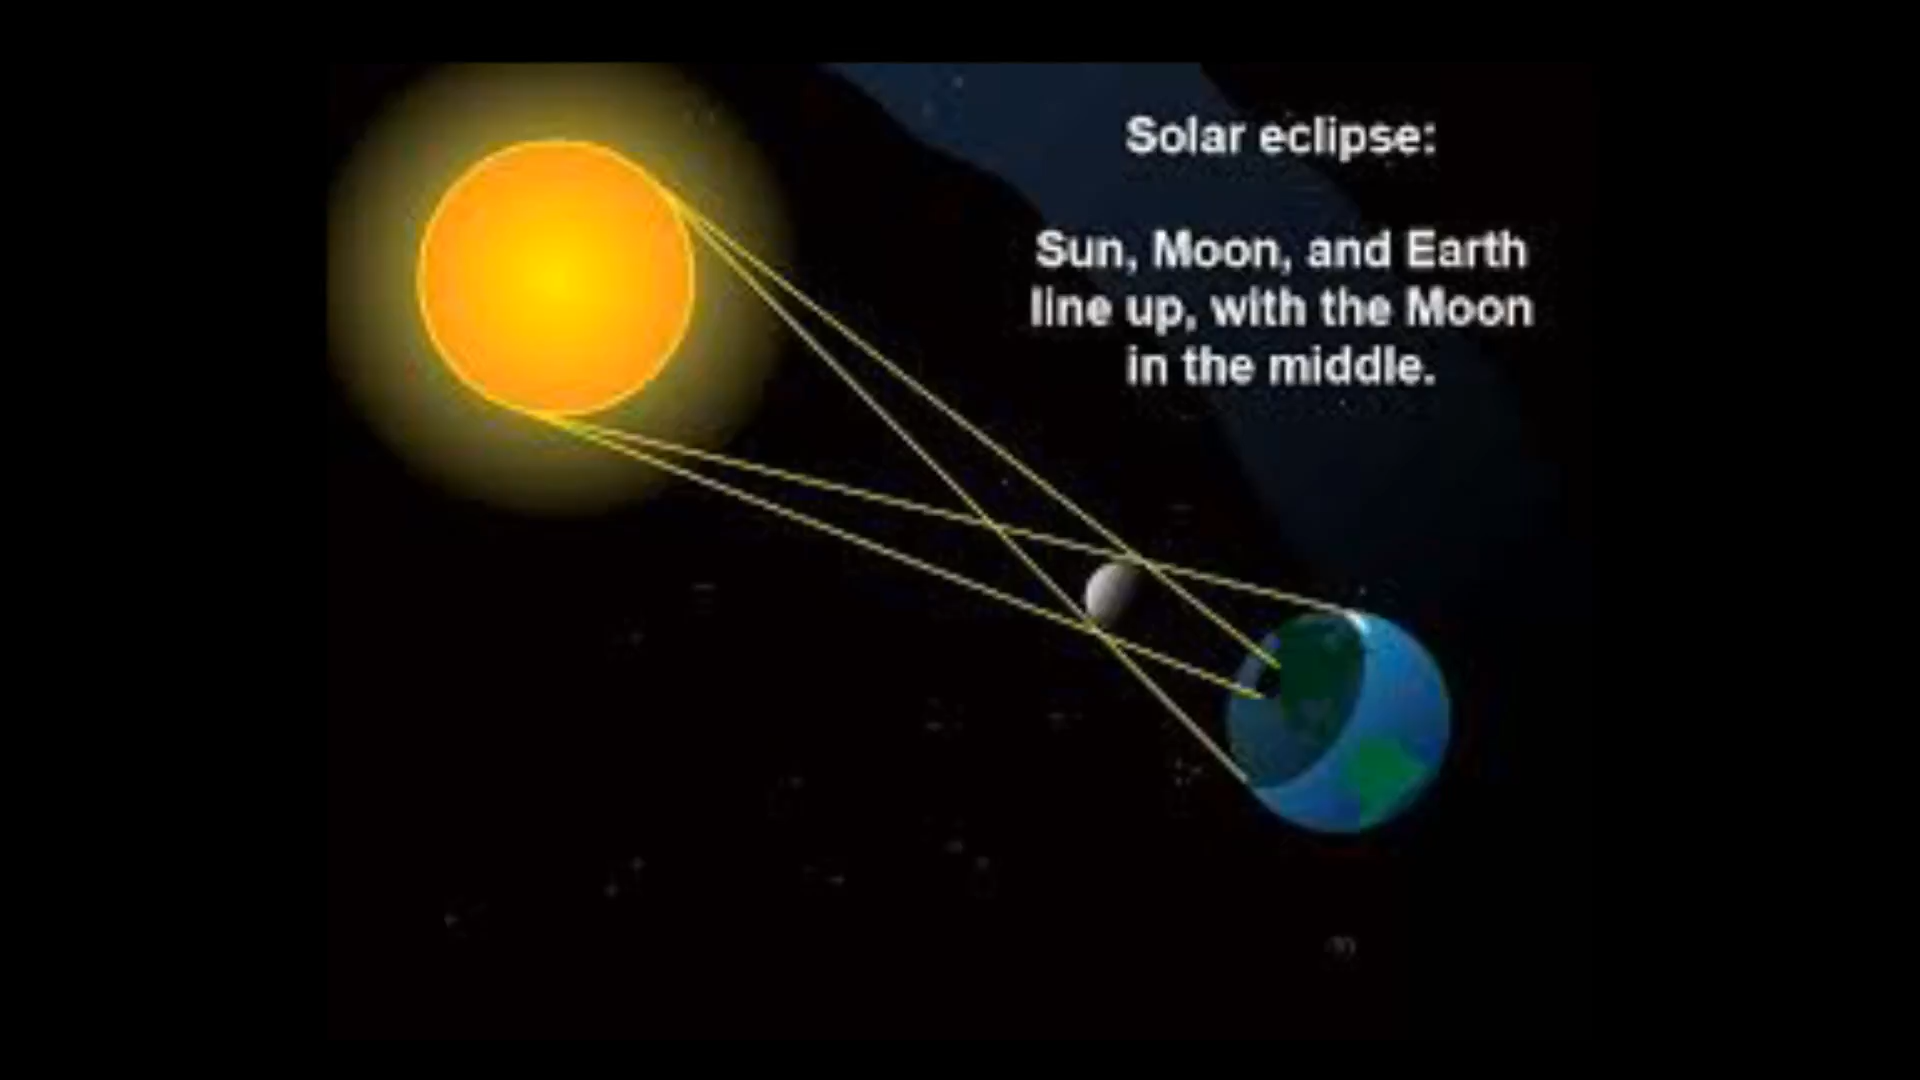 Solar eclipse:
Sun, Moon, and Earth
line up, with the Moon
in the middle.